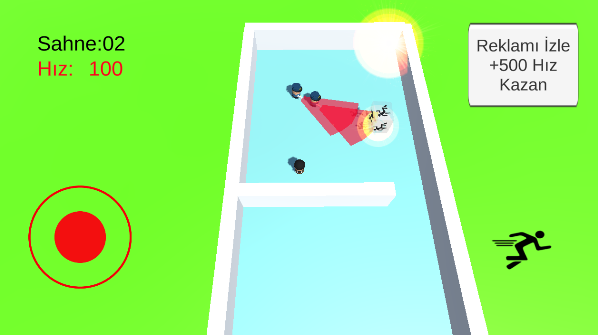 Sahne:02
Hız: 100
Reklamı İzle
+500 Hız
Kazan